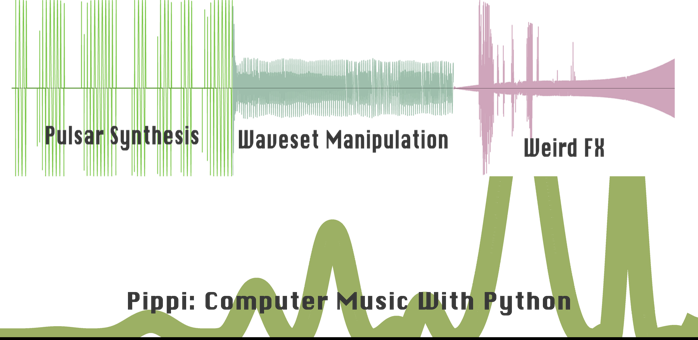 Pulsar Synthesis
Waveset Manipulation
Weird FX
Pippi: Computer Music With Python